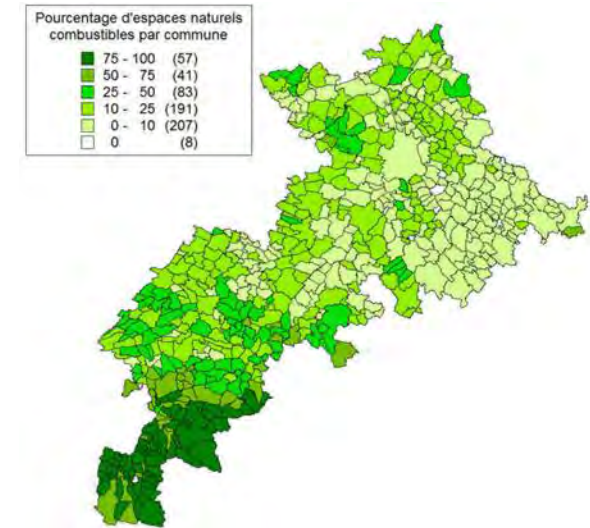 Pourcentage d'espaces naturels
combustibles par commune
75 - 100 (57)
50 - 75 (41)
25 - 50 (83)
10 - 25 (191)
0 - 10 (207)
0 (8)